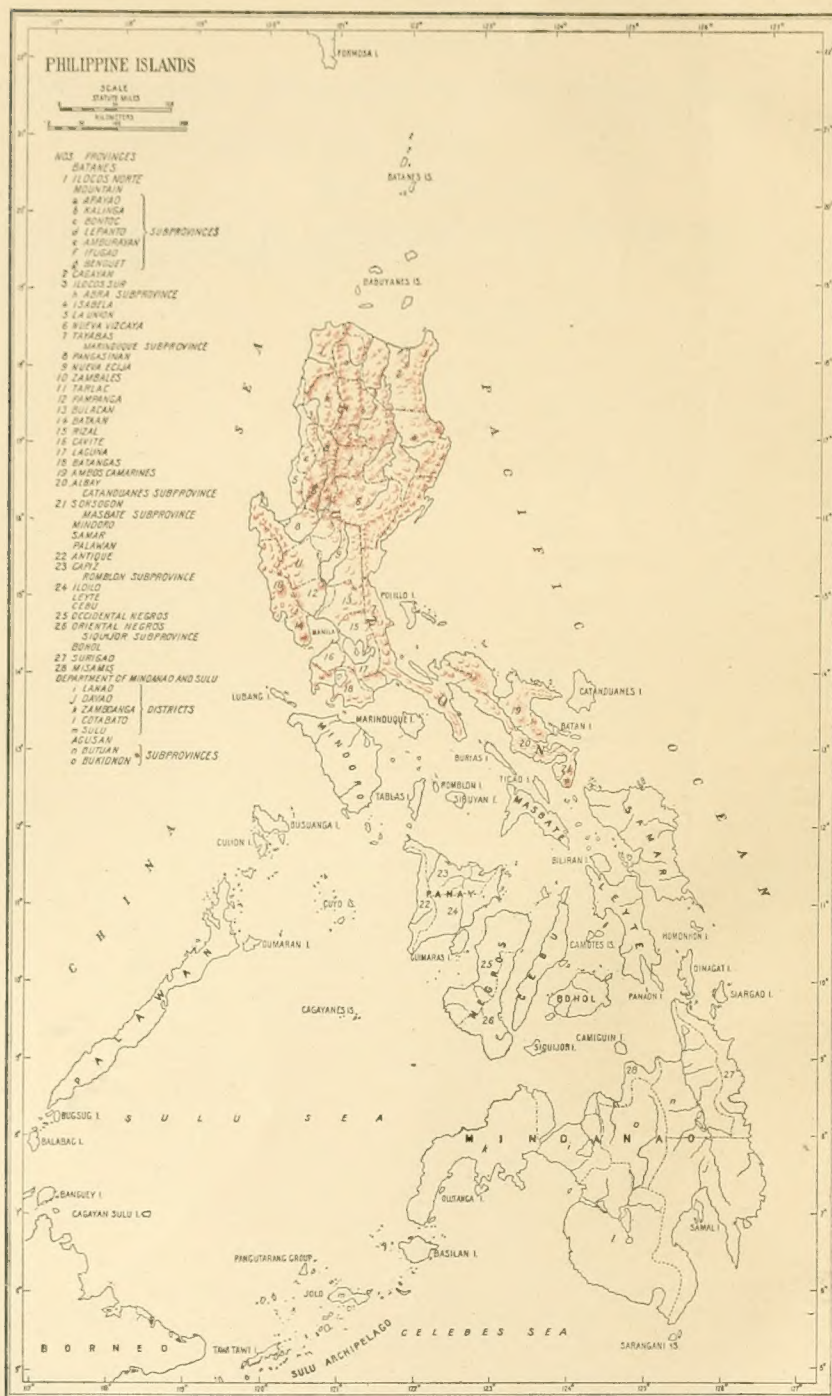 PHILIPPINE ISLANDS
SCALE
STATUTE MILES
KILOMETERS
NOS. PROVINCES
BATANES
1 ILOCOS NORTE
MOUNTAIN
a APAYAO
b KALINGA
c BONTOC
d LEPANTO
e AMBURAYAN
f IFUGAO
g BENGUET
SUBPROVINCES
2 CAGAYAN
3 ILOCOS SUR
h ABRA SUBPROVINCE
4 ISABELA
5 LA UNION
6 NUEVA VIZCAYA
7 TAYABAS
MARINDUQUE SUBPROVINCE
8 PANGASINAN
9 NUEVA ECIJA
10 ZAMBALES
11 TARLAC
12 PAMPANGA
13 BULACAN
14 BATAAN
15 RIZAL
16 CAVITE
17 LAGUNA
18 BATANGAS
19 AMBOS CAMARINES
20 ALBAY
CATANDUANES SUBPROVINCE
21 SORSOGON
MASBATE SUBPROVINCE
MINDORO
SAMAR
PALAWAN
22 ANTIQUE
23 CAPIZ
ROMBLON SUBPROVINCE
24 ILOILO
LEYTE
CEBU
25 OCCIDENTAL NEGROS
26 ORIENTAL NEGROS
SIQUIJOR SUBPROVINCE
BOHOL
27 SURIGAO
28 MISAMIS
DEPARTMENT OF MINDANAO AND SULU
i LANAO
j DAVAO
k ZAMBOANGA
l COTABATO
m SULU
DISTRICTS
AGUSAN
n BUTUAN
o BUKIDNON
SUBPROVINCES
FORMOSA I.
BATANES IS.
BABUYANES IS.
CHINA SEA
PACIFIC OCEAN
POLILLO I.
MANILA
LUBANG I.
MARINDUQUE I.
CATANDUANES I.
BATAN I.
MINDORO
BURIAS I.
TICAO I.
TABLAS I.
ROMBLON I.
SIBUYAN I.
MASBATE
SAMAR
BUSUANGA I.
CULION I.
BILIRAN I.
PANAY
CUYO IS.
LEYTE
DUMARAN I.
GUIMARAS I.
NEGROS
CEBU
CAMOTES IS.
HOMONHON I.
DINAGAT I.
SIARGAO I.
PALAWAN
BOHOL
PANAON I.
CAGAYANES IS.
SIQUIJOR I.
CAMIGUIN I.
BUGSUG I.
SULU SEA
BALABAG I.
MINDANAO
BANGUEY I.
CAGAYAN SULU I.
OLUTANGA I.
SAMAL I.
PANGUTARANG GROUP
BASILAN I.
JOLO
BORNEO
TAWI TAWI I.
SULU ARCHIPELAGO
CELEBES SEA
SARANGANI IS.